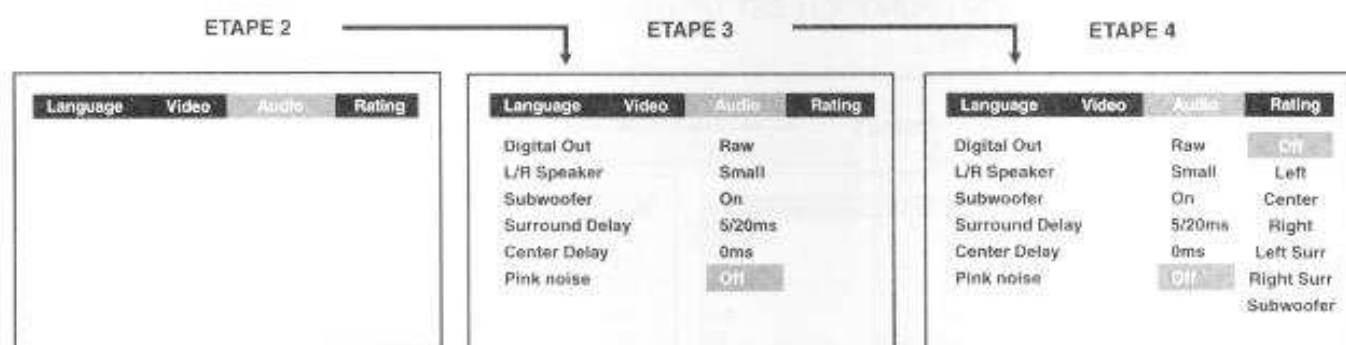 ETAPE 2
ETAPE 3
ETAPE 4
Language Video Audio Rating
Language Video Audio Rating
Digital Out Raw
L/R Speaker Small
Subwoofer On
Surround Delay 5/20ms
Center Delay 0ms
Pink noise Off
Language Video Audio Rating
Digital Out Raw Off
L/R Speaker Small Left
Subwoofer On Center
Surround Delay 5/20ms Right
Center Delay 0ms Left Surr
Pink noise Off Right Surr
Subwoofer